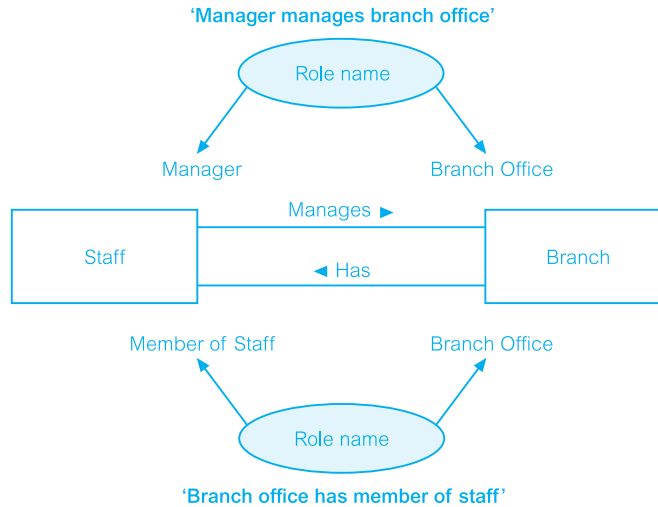 ‘Manager manages branch office’
Role name
Manager
Branch Office
Manages ►
Staff
Branch
◄ Has
Member of Staff
Branch Office
Role name
‘Branch office has member of staff’